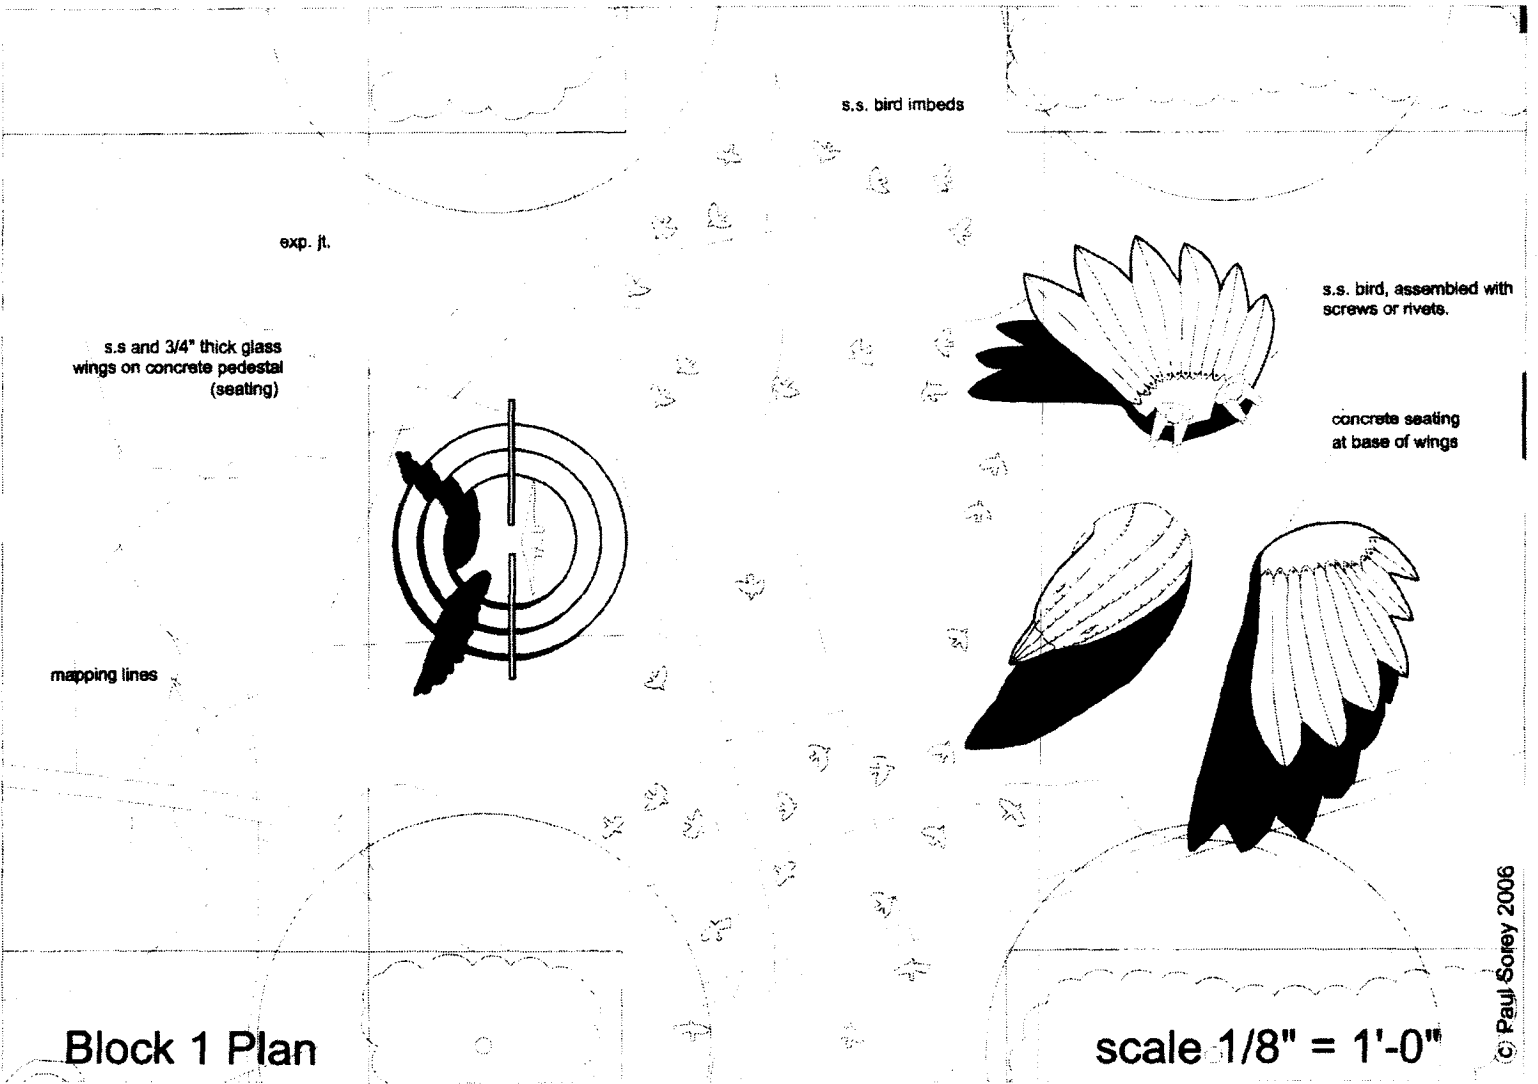 s.s. bird imbeds
exp. jt.
s.s. bird, assembled with
screws or rivets.
s.s and 3/4" thick glass
wings on concrete pedestal
(seating)
concrete seating
at base of wings
mapping lines
Block 1 Plan
scale 1/8" = 1'-0"
© Paul Sorey 2006